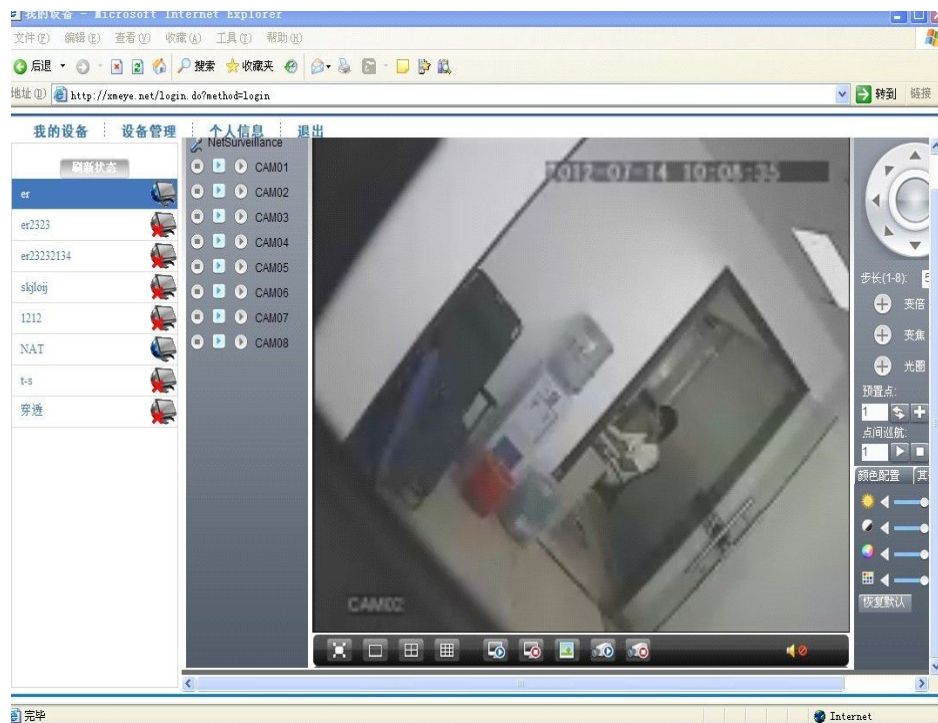 我的设备 - Microsoft Internet Explorer
文件(F) 编辑(E) 查看(V) 收藏(A) 工具(T) 帮助(H)
后退 搜索 收藏夹
地址(D) http://xmeye.net/login.do?method=login 转到 链接
我的设备 设备管理 个人信息 退出
刷新状态
er
er2323
er23232134
skjloij
1212
NAT
t-s
穿透
NetSurveillance
CAM01
CAM02
CAM03
CAM04
CAM05
CAM06
CAM07
CAM08
2012-07-14 10:08:35
CAM02
步长(1-8): 5
变倍
变焦
光圈
预置点:
1
点间巡航:
1
颜色配置 其
恢复默认
完毕 Internet